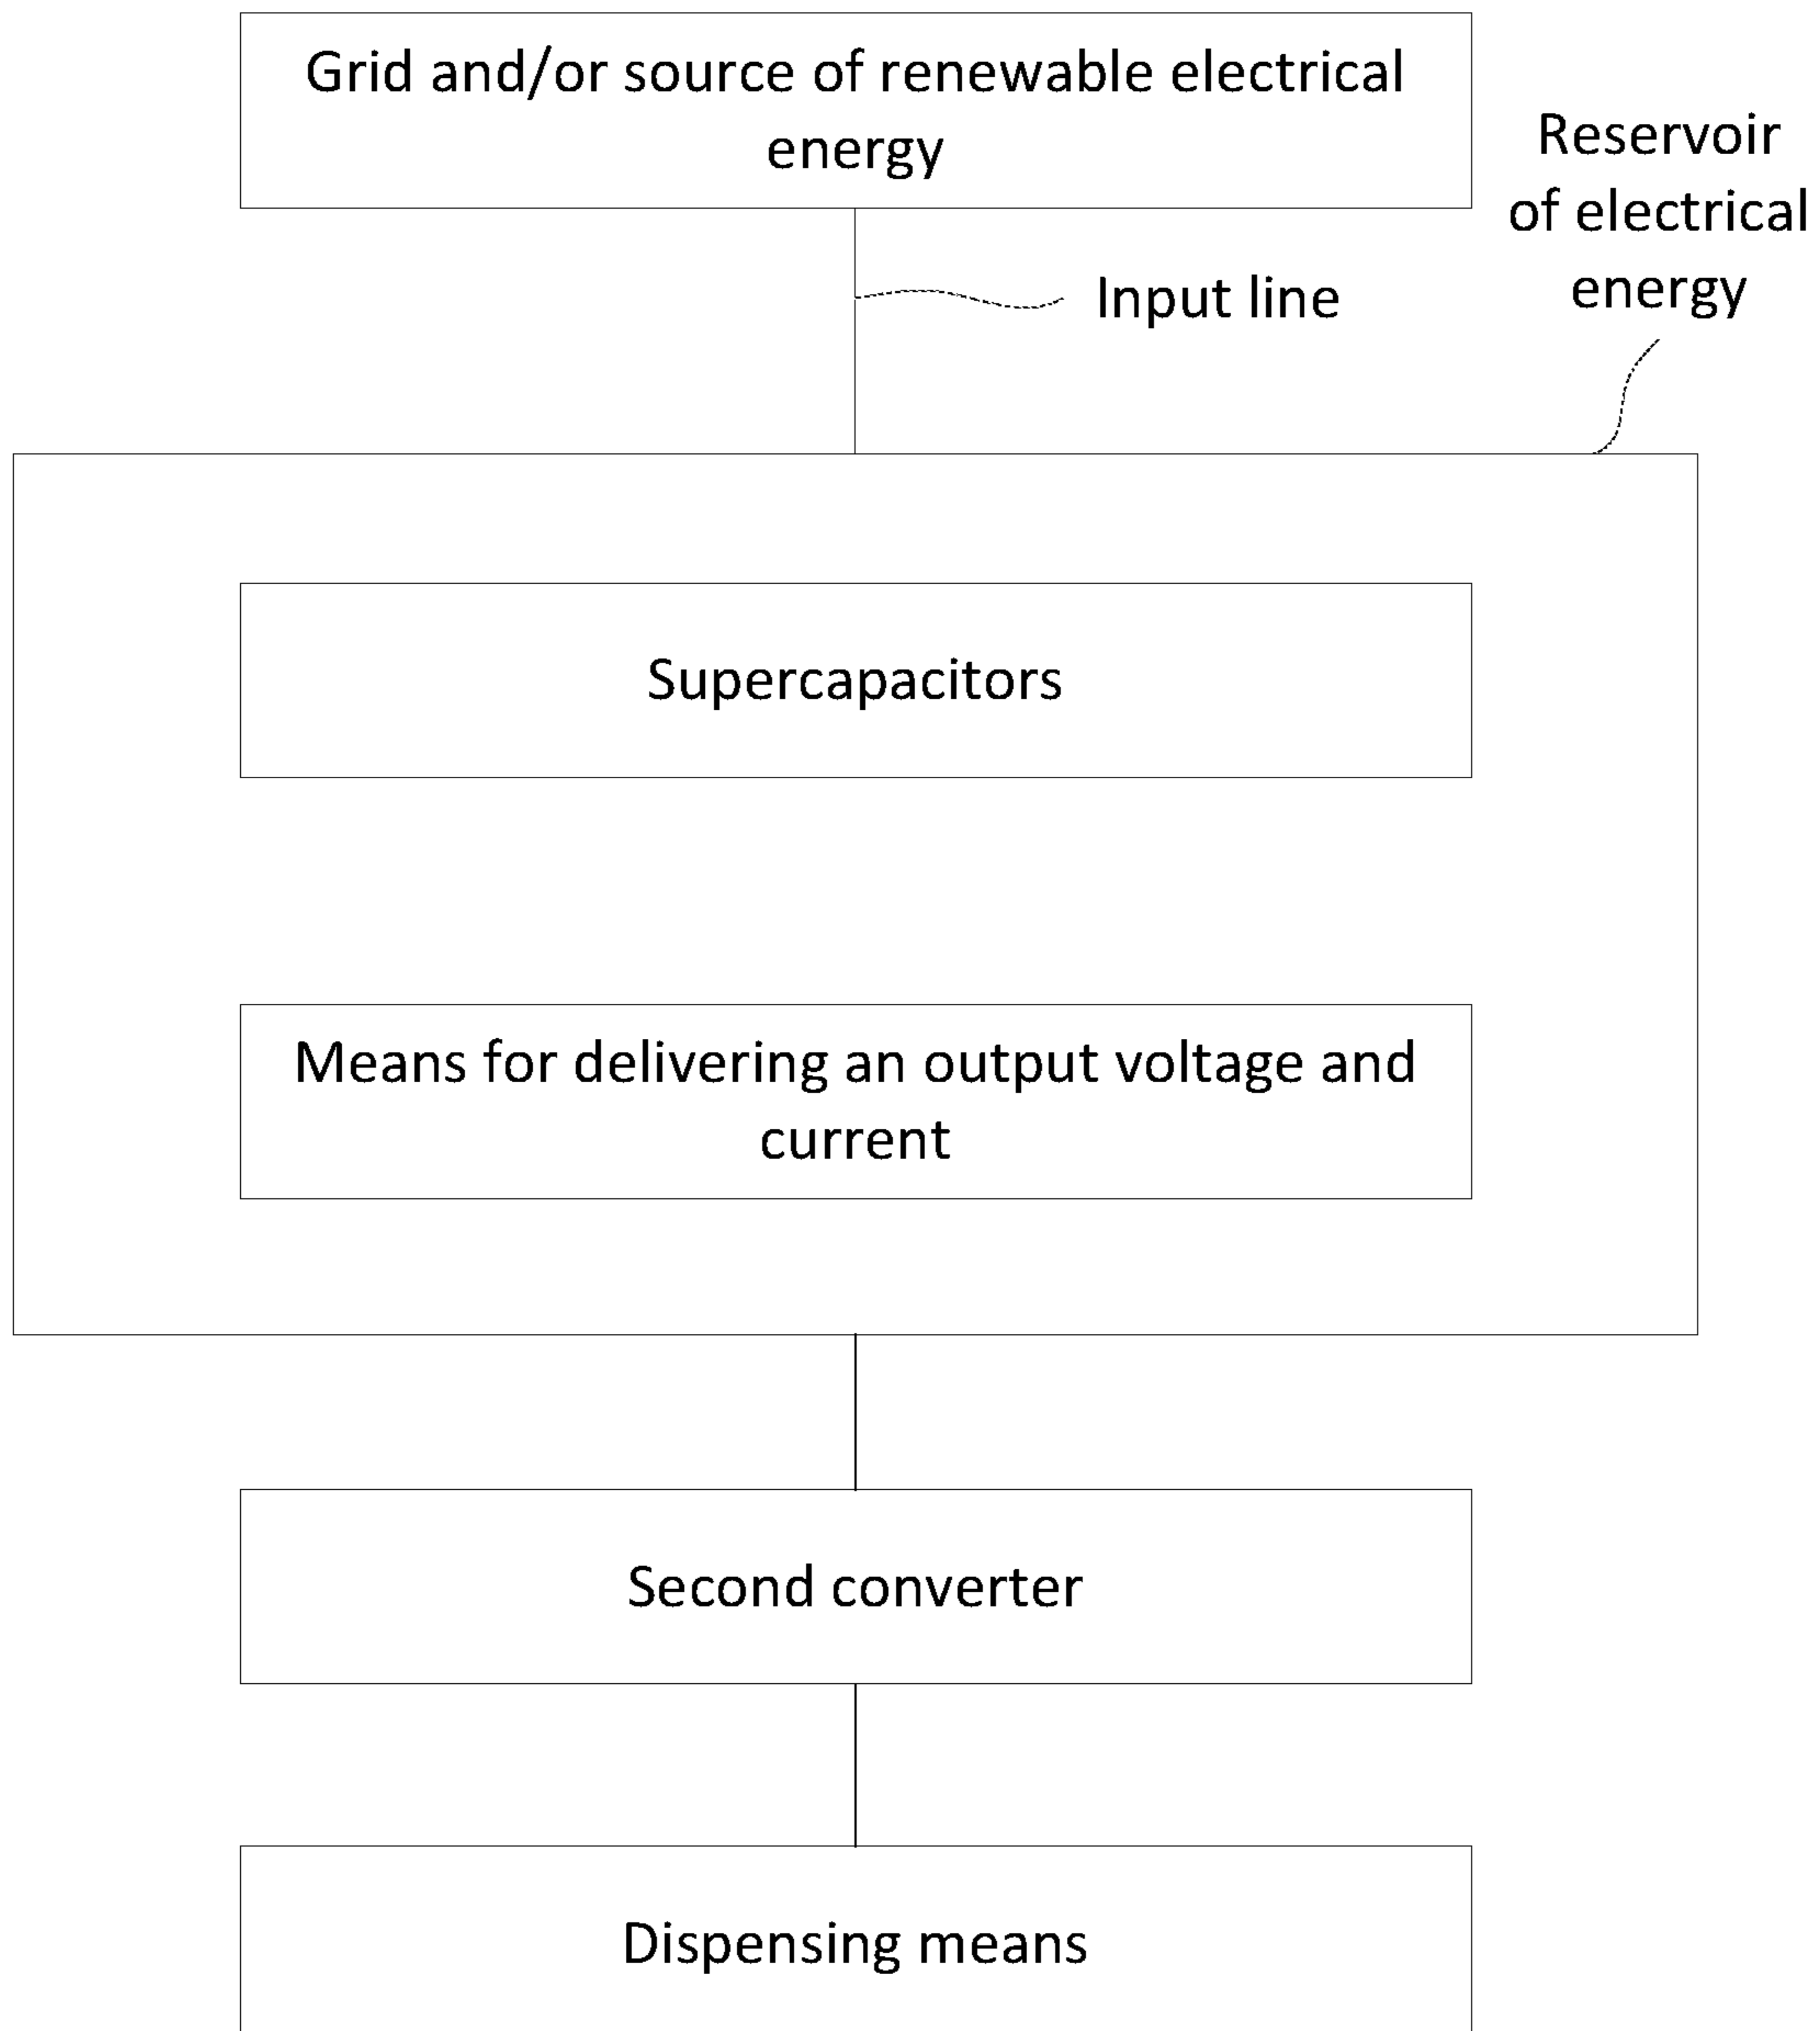 Grid and/or source of renewable electrical
energy
Reservoir
of electrical
energy
Input line
Supercapacitors
Means for delivering an output voltage and
current
Second converter
Dispensing means